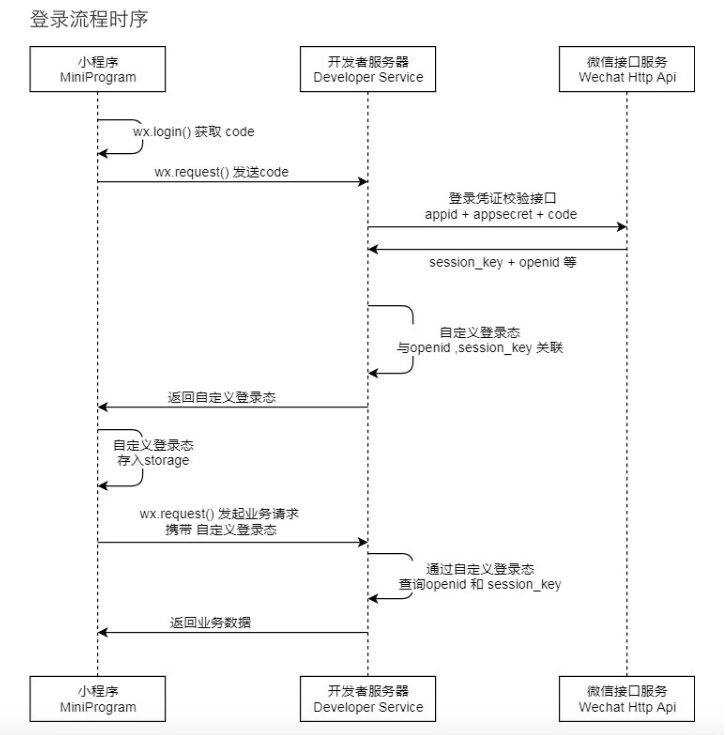 登录流程时序
小程序
MiniProgram
开发者服务器
Developer Service
微信接口服务
Wechat Http Api
wx.login() 获取 code
wx.request() 发送code
登录凭证校验接口
appid + appsecret + code
session_key + openid 等
自定义登录态
与openid ,session_key 关联
返回自定义登录态
自定义登录态
存入storage
wx.request() 发起业务请求
携带 自定义登录态
通过自定义登录态
查询openid 和 session_key
返回业务数据
小程序
MiniProgram
开发者服务器
Developer Service
微信接口服务
Wechat Http Api